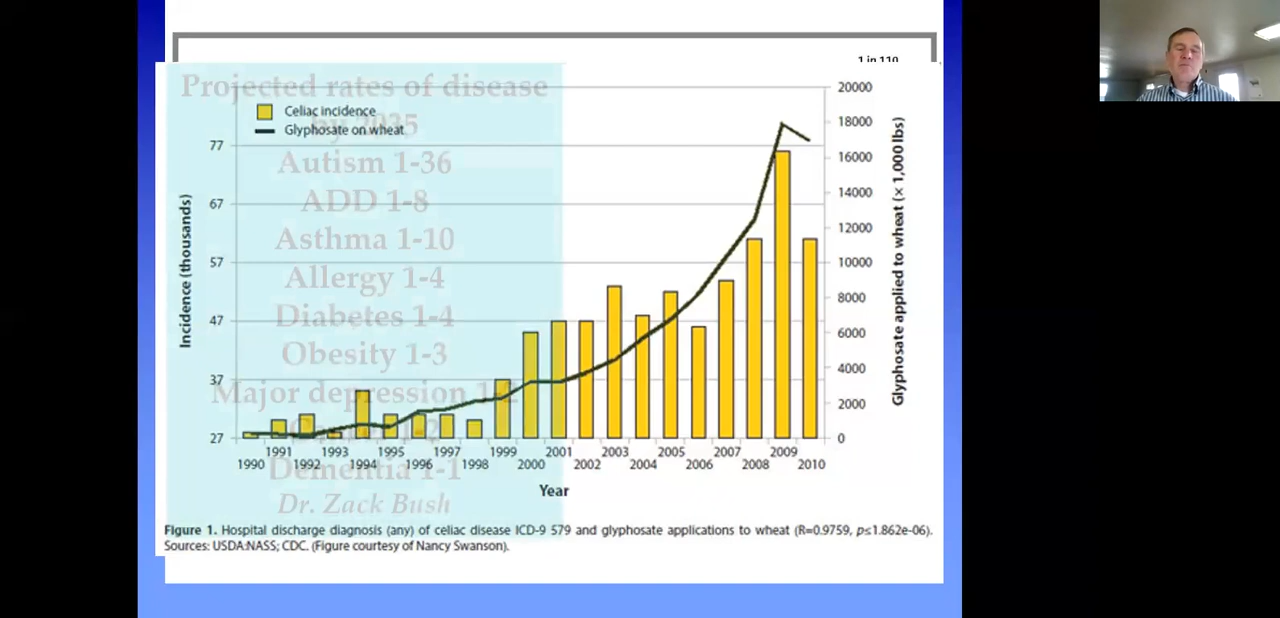 1 in 110
Projected rates of disease
by 2035
Autism 1-36
ADD 1-8
Asthma 1-10
Allergy 1-4
Diabetes 1-4
Obesity 1-3
Major depression
1-2
Dementia 1-1
Dr. Zack Bush
Celiac incidence
Glyphosate on wheat
Incidence (thousands)
77
67
57
47
37
27
20000
18000
16000
14000
12000
10000
8000
6000
4000
2000
0
Glyphosate applied to wheat (× 1,000 lbs)
1991 1993 1995 1997 1999 2001 2003 2005 2007 2009
1990 1992 1994 1996 1998 2000 2002 2004 2006 2008 2010
Year
Figure 1. Hospital discharge diagnosis (any) of celiac disease ICD-9 579 and glyphosate applications to wheat (R=0.9759, p≤1.862e-06).
Sources: USDA:NASS; CDC. (Figure courtesy of Nancy Swanson).